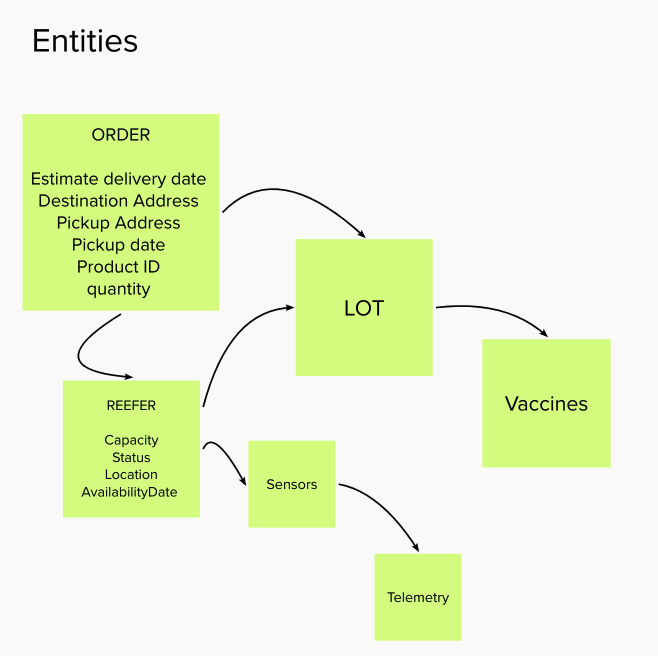 Entities
ORDER
Estimate delivery date
Destination Address
Pickup Address
Pickup date
Product ID
quantity
LOT
Vaccines
REEFER
Capacity
Status
Location
AvailabilityDate
Sensors
Telemetry